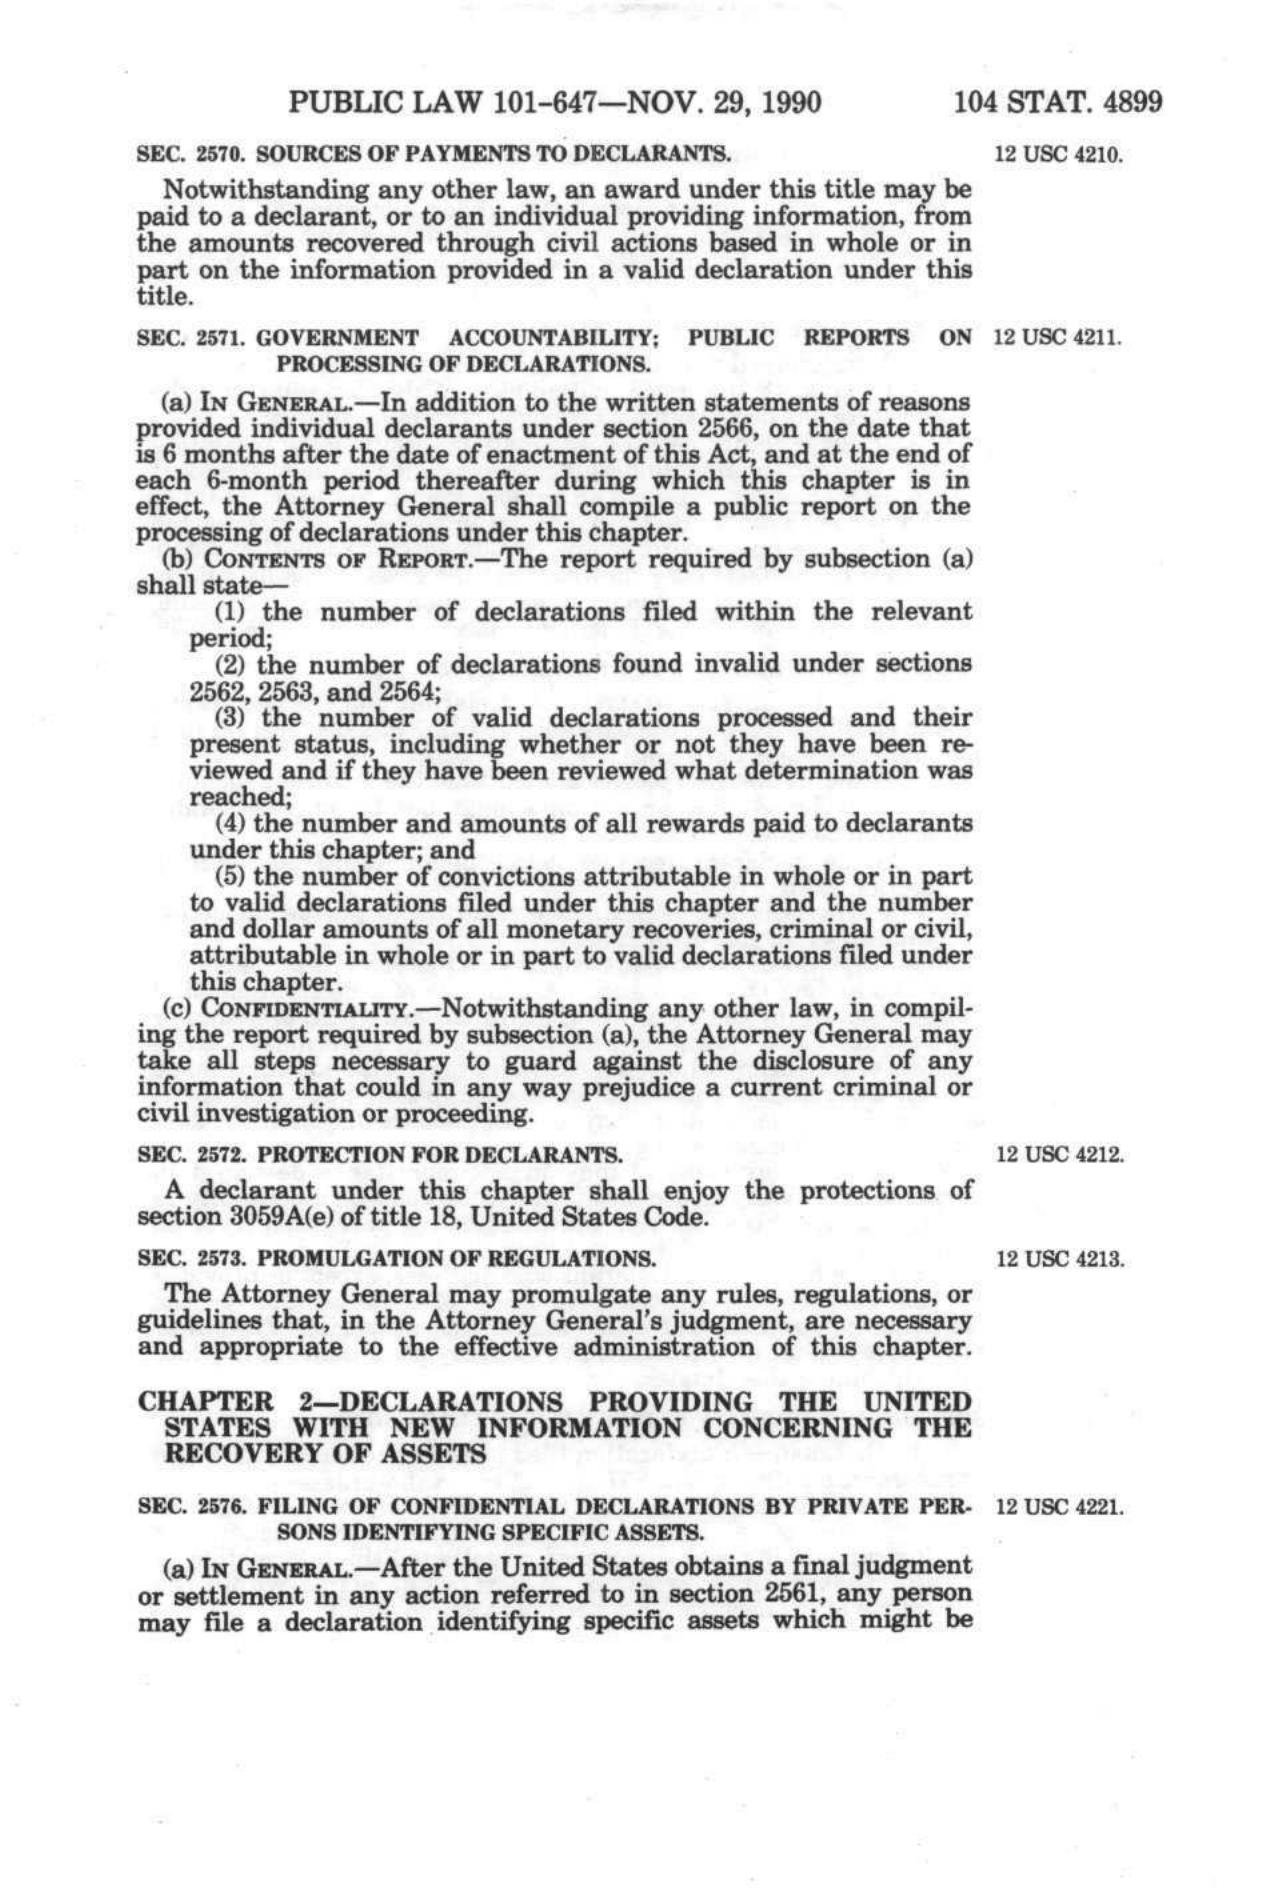 PUBLIC LAW 101-647—NOV. 29, 1990 104 STAT. 4899
SEC. 2570. SOURCES OF PAYMENTS TO DECLARANTS. 12 USC 4210.
Notwithstanding any other law, an award under this title may be
paid to a declarant, or to an individual providing information, from
the amounts recovered through civil actions based in whole or in
part on the information provided in a valid declaration under this
title.
SEC. 2571. GOVERNMENT ACCOUNTABILITY; PUBLIC REPORTS ON 12 USC 4211.
PROCESSING OF DECLARATIONS.
(a) IN GENERAL.—In addition to the written statements of reasons
provided individual declarants under section 2566, on the date that
is 6 months after the date of enactment of this Act, and at the end of
each 6-month period thereafter during which this chapter is in
effect, the Attorney General shall compile a public report on the
processing of declarations under this chapter.
(b) CONTENTS OF REPORT.—The report required by subsection (a)
shall state—
(1) the number of declarations filed within the relevant
period;
(2) the number of declarations found invalid under sections
2562, 2563, and 2564;
(3) the number of valid declarations processed and their
present status, including whether or not they have been re-
viewed and if they have been reviewed what determination was
reached;
(4) the number and amounts of all rewards paid to declarants
under this chapter; and
(5) the number of convictions attributable in whole or in part
to valid declarations filed under this chapter and the number
and dollar amounts of all monetary recoveries, criminal or civil,
attributable in whole or in part to valid declarations filed under
this chapter.
(c) CONFIDENTIALITY.—Notwithstanding any other law, in compil-
ing the report required by subsection (a), the Attorney General may
take all steps necessary to guard against the disclosure of any
information that could in any way prejudice a current criminal or
civil investigation or proceeding.
SEC. 2572. PROTECTION FOR DECLARANTS. 12 USC 4212.
A declarant under this chapter shall enjoy the protections of
section 3059A(e) of title 18, United States Code.
SEC. 2573. PROMULGATION OF REGULATIONS. 12 USC 4213.
The Attorney General may promulgate any rules, regulations, or
guidelines that, in the Attorney General's judgment, are necessary
and appropriate to the effective administration of this chapter.
CHAPTER 2—DECLARATIONS PROVIDING THE UNITED
STATES WITH NEW INFORMATION CONCERNING THE
RECOVERY OF ASSETS
SEC. 2576. FILING OF CONFIDENTIAL DECLARATIONS BY PRIVATE PER- 12 USC 4221.
SONS IDENTIFYING SPECIFIC ASSETS.
(a) IN GENERAL.—After the United States obtains a final judgment
or settlement in any action referred to in section 2561, any person
may file a declaration identifying specific assets which might be